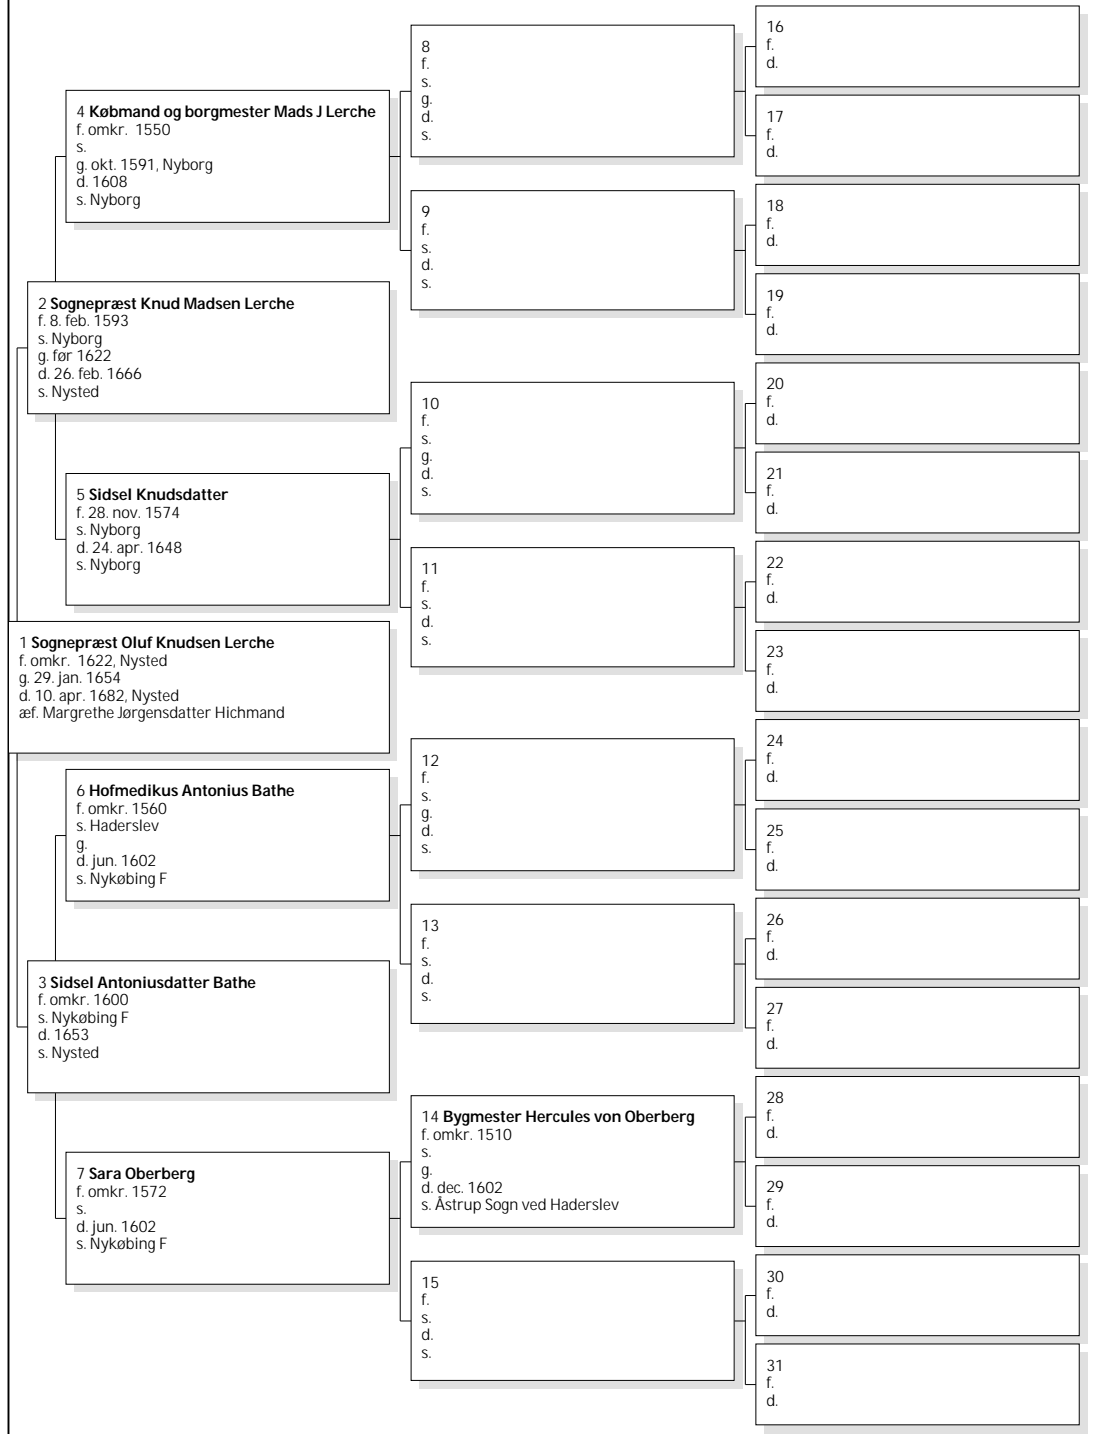 1 Sognepræst Oluf Knudsen Lerche
f. omkr. 1622, Nysted
g. 29. jan. 1654
d. 10. apr. 1682, Nysted
æf. Margrethe Jørgensdatter Hichmand
2 Sognepræst Knud Madsen Lerche
f. 8. feb. 1593
s. Nyborg
g. før 1622
d. 26. feb. 1666
s. Nysted
3 Sidsel Antoniusdatter Bathe
f. omkr. 1600
s. Nykøbing F
d. 1653
s. Nysted
4 Købmand og borgmester Mads J Lerche
f. omkr. 1550
s.
g. okt. 1591, Nyborg
d. 1608
s. Nyborg
5 Sidsel Knudsdatter
f. 28. nov. 1574
s. Nyborg
d. 24. apr. 1648
s. Nyborg
6 Hofmedikus Antonius Bathe
f. omkr. 1560
s. Haderslev
g.
d. jun. 1602
s. Nykøbing F
7 Sara Oberberg
f. omkr. 1572
s.
d. jun. 1602
s. Nykøbing F
8
f.
s.
g.
d.
s.
9
f.
s.
d.
s.
10
f.
s.
g.
d.
s.
11
f.
s.
d.
s.
12
f.
s.
g.
d.
s.
13
f.
s.
d.
s.
14 Bygmester Hercules von Oberberg
f. omkr. 1510
s.
g.
d. dec. 1602
s. Åstrup Sogn ved Haderslev
15
f.
s.
d.
s.
16
f.
d.
17
f.
d.
18
f.
d.
19
f.
d.
20
f.
d.
21
f.
d.
22
f.
d.
23
f.
d.
24
f.
d.
25
f.
d.
26
f.
d.
27
f.
d.
28
f.
d.
29
f.
d.
30
f.
d.
31
f.
d.